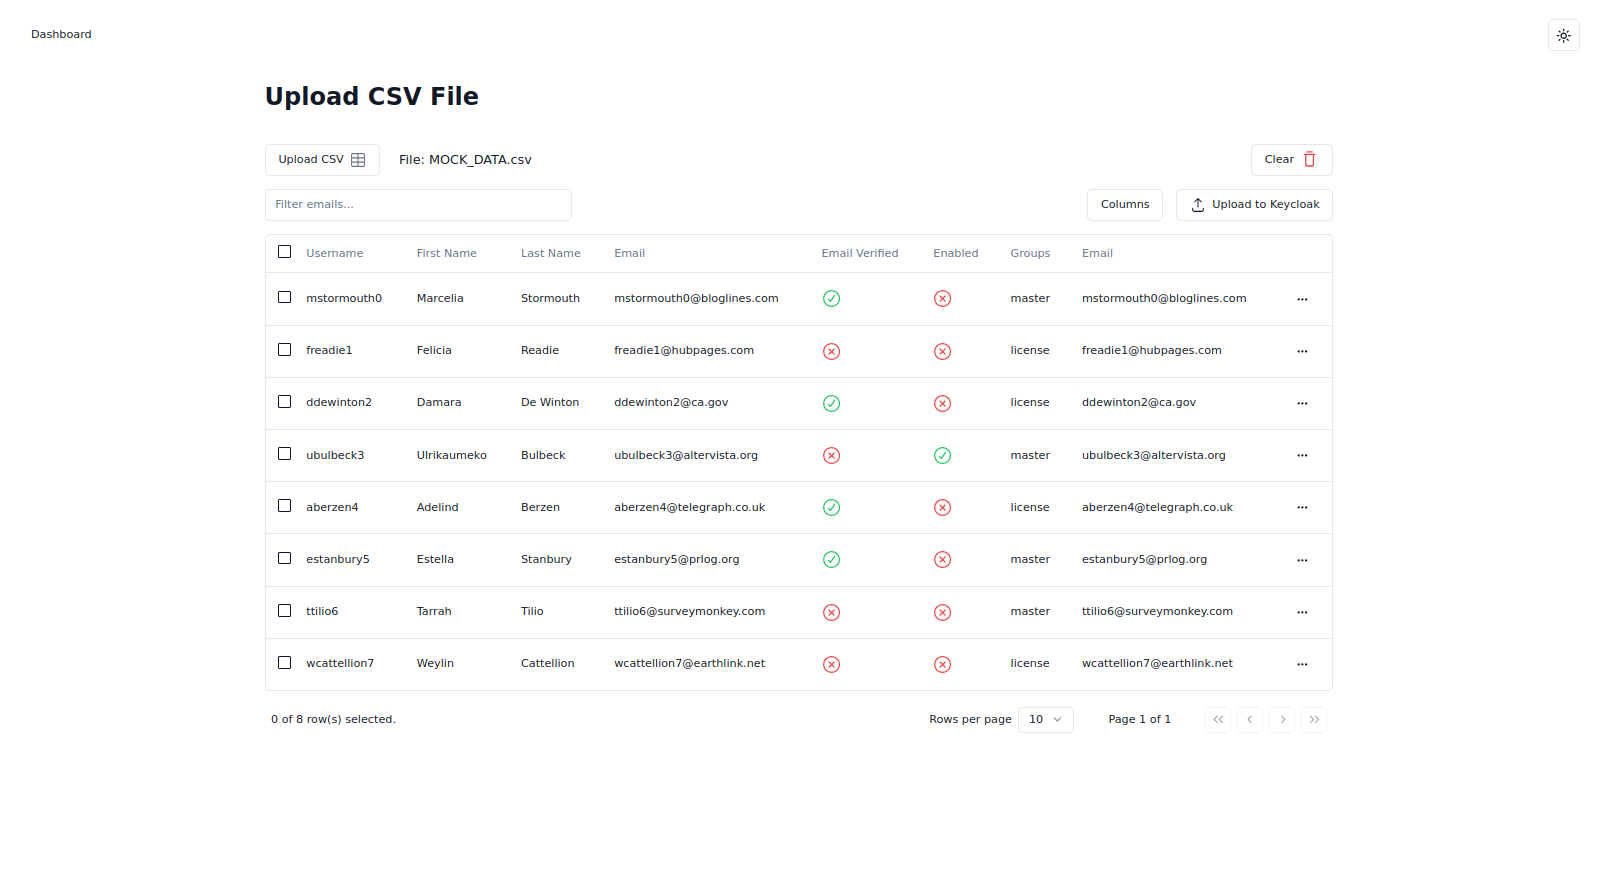 Dashboard
Upload CSV File
Upload CSV File: MOCK_DATA.csv Clear
Filter emails... Columns Upload to Keycloak
Username First Name Last Name Email Email Verified Enabled Groups Email
mstormouth0 Marcelia Stormouth mstormouth0@bloglines.com master mstormouth0@bloglines.com
freadie1 Felicia Readie freadie1@hubpages.com license freadie1@hubpages.com
ddewinton2 Damara De Winton ddewinton2@ca.gov license ddewinton2@ca.gov
ubulbeck3 Ulrikaumeko Bulbeck ubulbeck3@altervista.org master ubulbeck3@altervista.org
aberzen4 Adelind Berzen aberzen4@telegraph.co.uk license aberzen4@telegraph.co.uk
estanbury5 Estella Stanbury estanbury5@prlog.org master estanbury5@prlog.org
ttilio6 Tarrah Tilio ttilio6@surveymonkey.com master ttilio6@surveymonkey.com
wcattellion7 Weylin Cattellion wcattellion7@earthlink.net license wcattellion7@earthlink.net
0 of 8 row(s) selected. Rows per page 10 Page 1 of 1